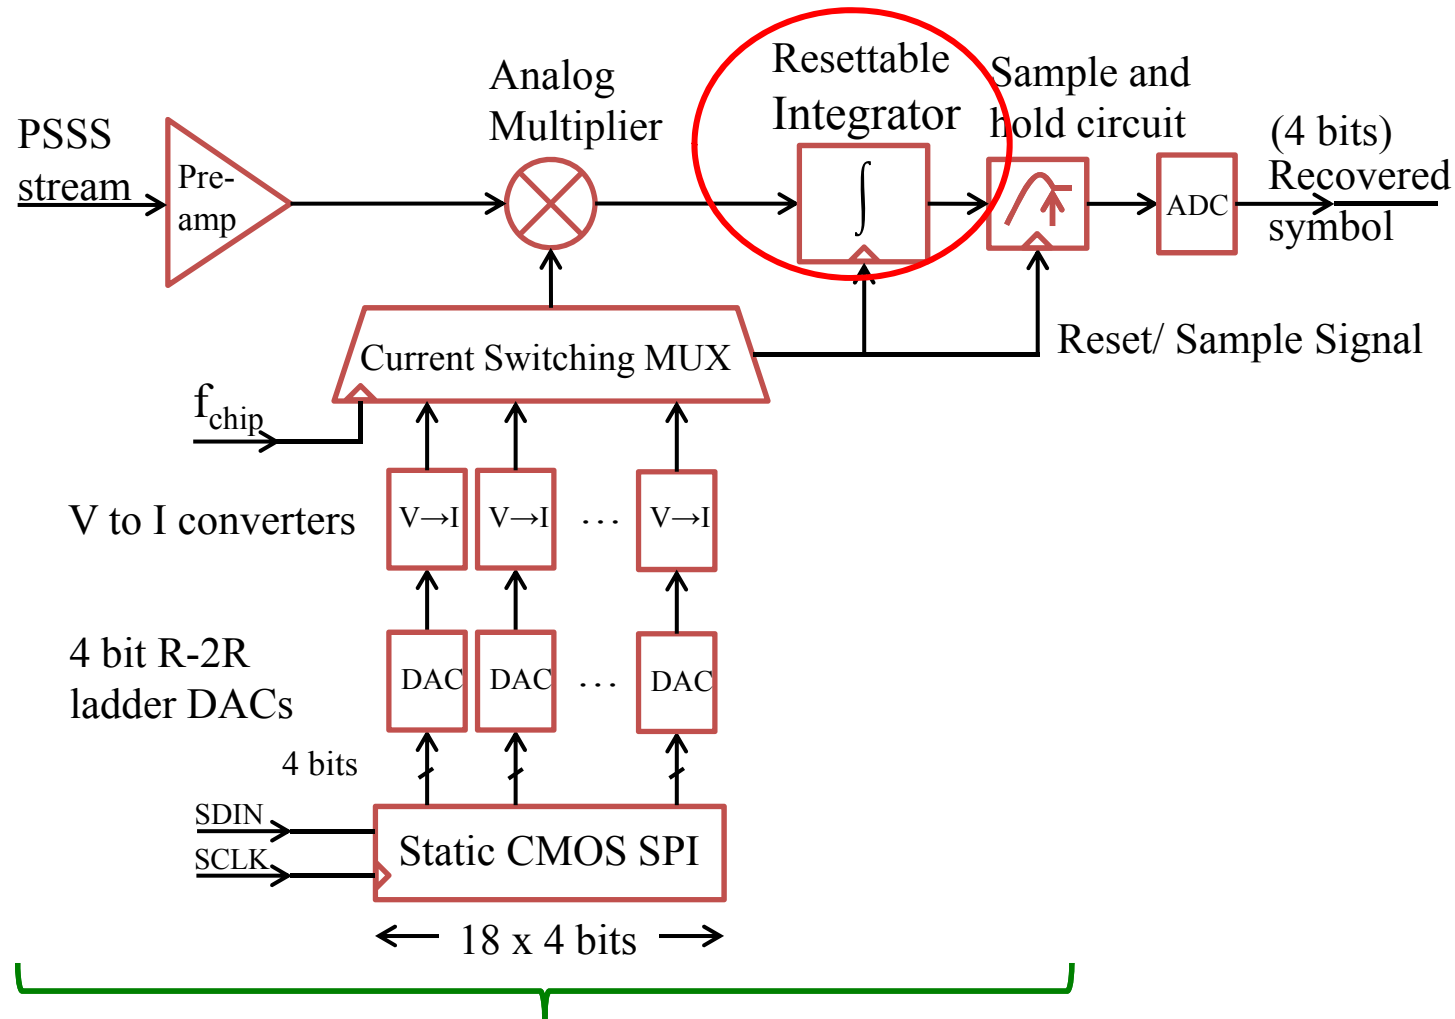 PSSS
stream
Pre-
amp
Analog
Multiplier
Resettable
Integrator
∫
Sample and
hold circuit
ADC
(4 bits)
Recovered
symbol
Current Switching MUX
Reset/ Sample Signal
f_chip
V to I converters
V→I V→I ... V→I
4 bit R-2R
ladder DACs
DAC DAC ... DAC
4 bits
SDIN
SCLK
Static CMOS SPI
18 x 4 bits